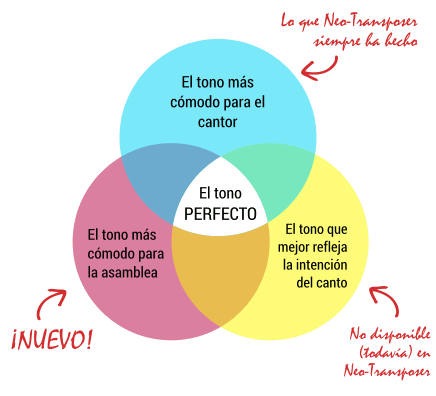 Lo que Neo-Transposer
siempre ha hecho
El tono más
cómodo para el
cantor
El tono
PERFECTO
El tono más
cómodo para
la asamblea
El tono que
mejor refleja
la intención
del canto
¡NUEVO!
No disponible
(todavía) en
Neo-Transposer